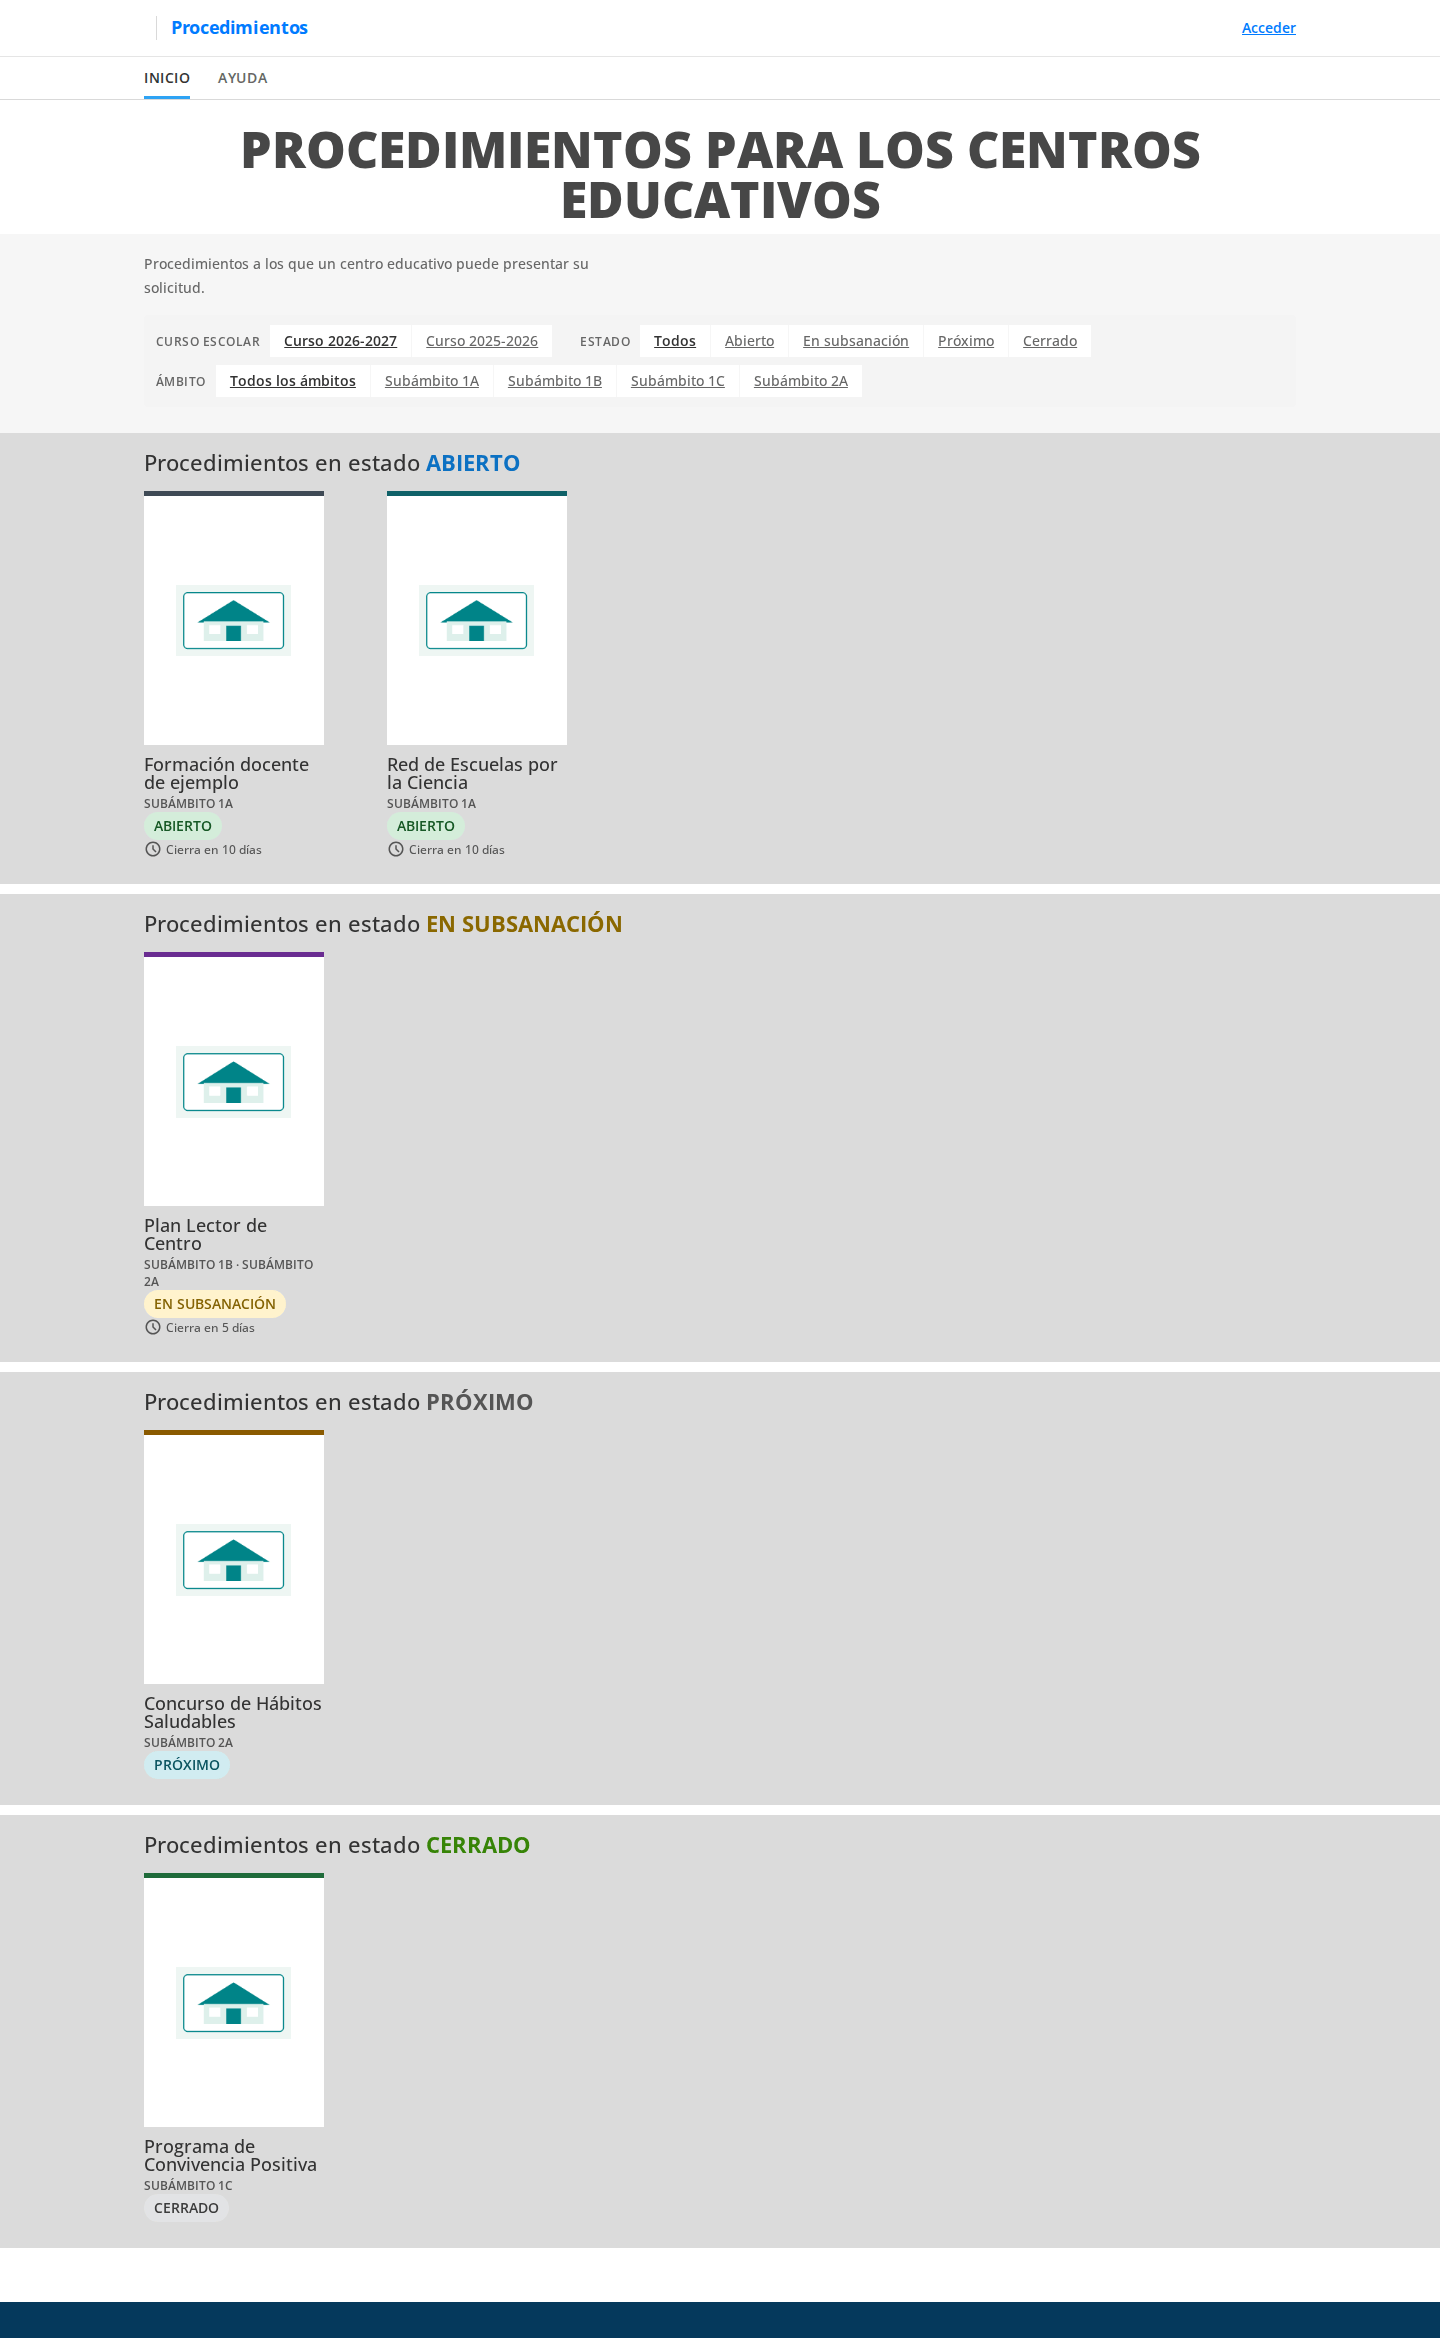 Procedimientos
Acceder
INICIO AYUDA
PROCEDIMIENTOS PARA LOS CENTROS
EDUCATIVOS
Procedimientos a los que un centro educativo puede presentar su
solicitud.
CURSO ESCOLAR Curso 2026-2027 Curso 2025-2026 ESTADO Todos Abierto En subsanación Próximo Cerrado
ÁMBITO Todos los ámbitos Subámbito 1A Subámbito 1B Subámbito 1C Subámbito 2A
Procedimientos en estado ABIERTO
Formación docente
de ejemplo
SUBÁMBITO 1A
ABIERTO
Cierra en 10 días
Red de Escuelas por
la Ciencia
SUBÁMBITO 1A
ABIERTO
Cierra en 10 días
Procedimientos en estado EN SUBSANACIÓN
Plan Lector de
Centro
SUBÁMBITO 1B · SUBÁMBITO
2A
EN SUBSANACIÓN
Cierra en 5 días
Procedimientos en estado PRÓXIMO
Concurso de Hábitos
Saludables
SUBÁMBITO 2A
PRÓXIMO
Procedimientos en estado CERRADO
Programa de
Convivencia Positiva
SUBÁMBITO 1C
CERRADO